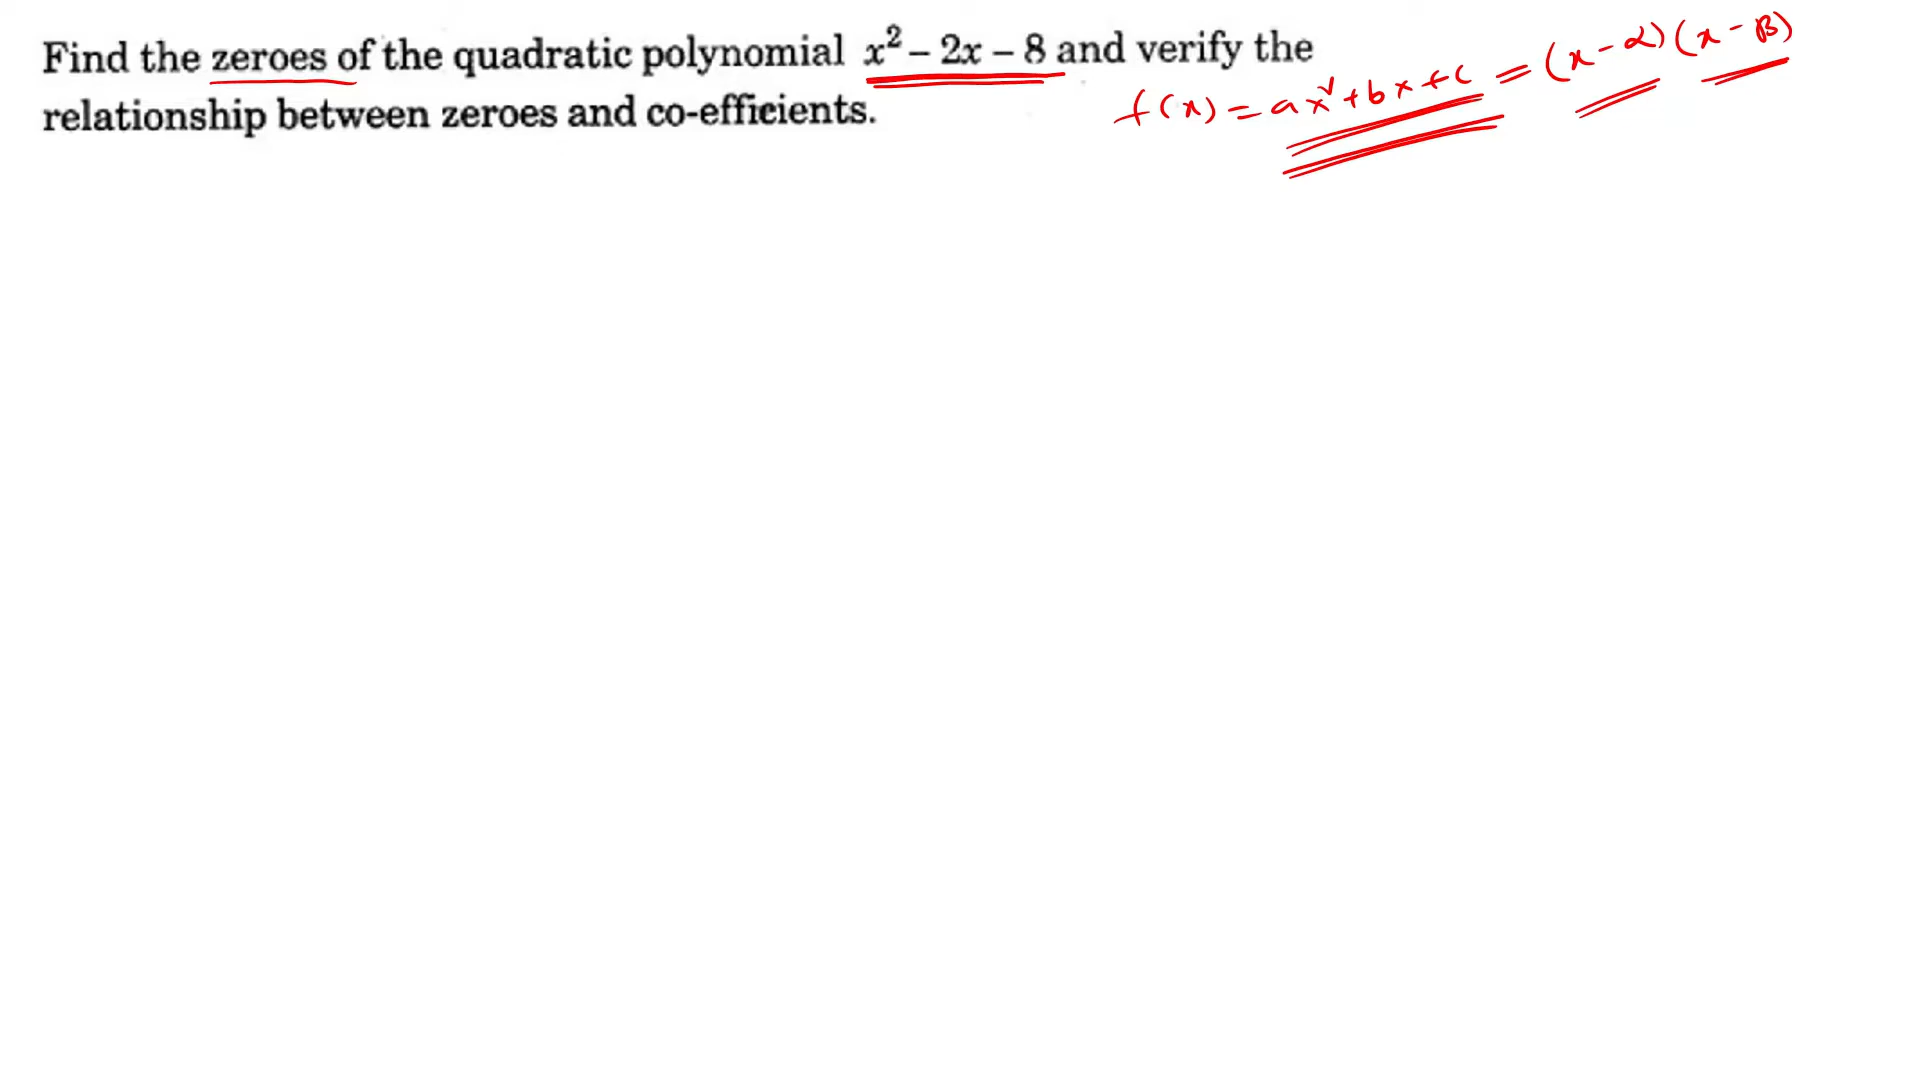 Find the zeroes of the quadratic polynomial x² – 2x – 8 and verify the
relationship between zeroes and co-efficients.
f(x) = ax² + bx + c = (x - α)(x - β)